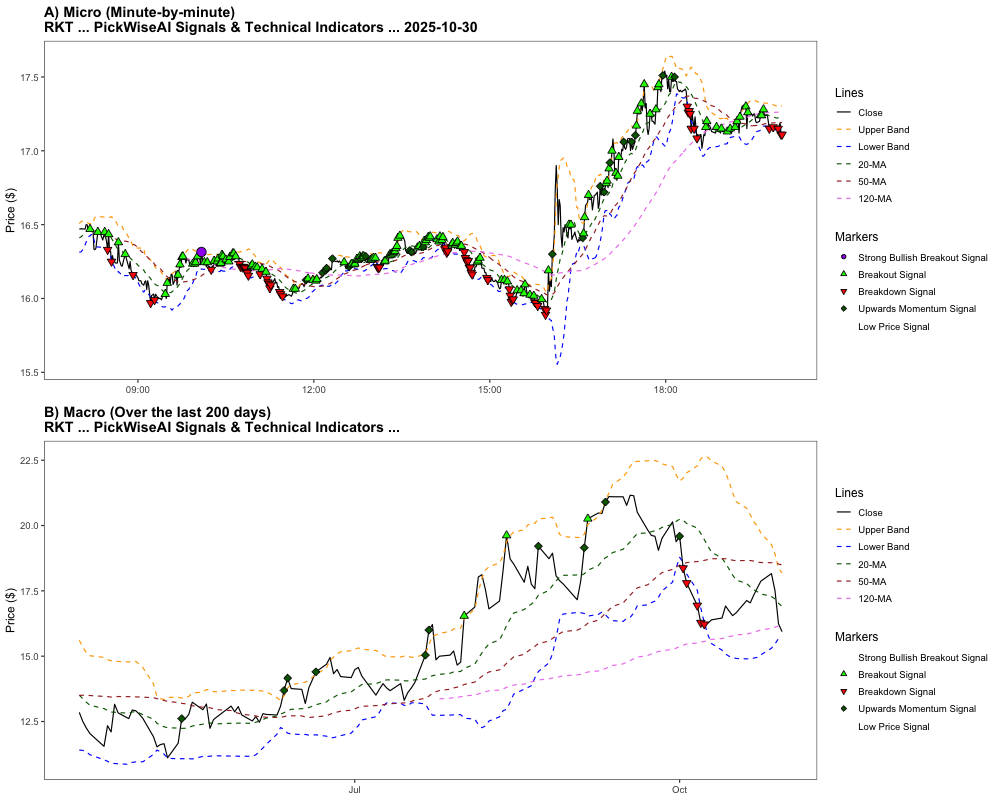 A) Micro (Minute-by-minute)
RKT ... PickWiseAI Signals & Technical Indicators ... 2025-10-30
Price ($)
17.5
17.0
16.5
16.0
15.5
09:00
12:00
15:00
18:00
Lines
Close
Upper Band
Lower Band
20-MA
50-MA
120-MA
Markers
Strong Bullish Breakout Signal
Breakout Signal
Breakdown Signal
Upwards Momentum Signal
Low Price Signal
B) Macro (Over the last 200 days)
RKT ... PickWiseAI Signals & Technical Indicators ...
Price ($)
22.5
20.0
17.5
15.0
12.5
Jul
Oct
Lines
Close
Upper Band
Lower Band
20-MA
50-MA
120-MA
Markers
Strong Bullish Breakout Signal
Breakout Signal
Breakdown Signal
Upwards Momentum Signal
Low Price Signal